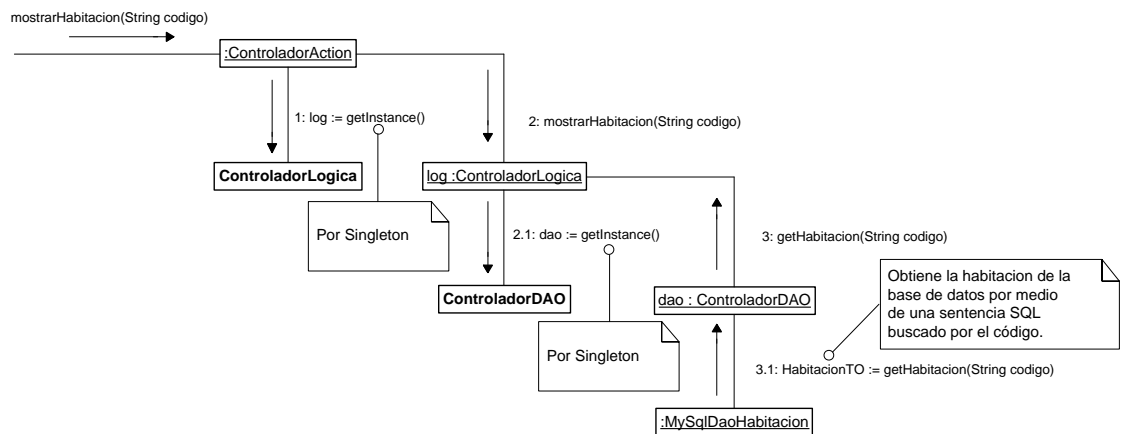 mostrarHabitacion(String codigo)
:ControladorAction
1: log := getInstance()
2: mostrarHabitacion(String codigo)
ControladorLogica
log :ControladorLogica
Por Singleton
2.1: dao := getInstance()
3: getHabitacion(String codigo)
Obtiene la habitacion de la
base de datos por medio
de una sentencia SQL
buscado por el código.
ControladorDAO
dao : ControladorDAO
Por Singleton
3.1: HabitacionTO := getHabitacion(String codigo)
:MySqlDaoHabitacion